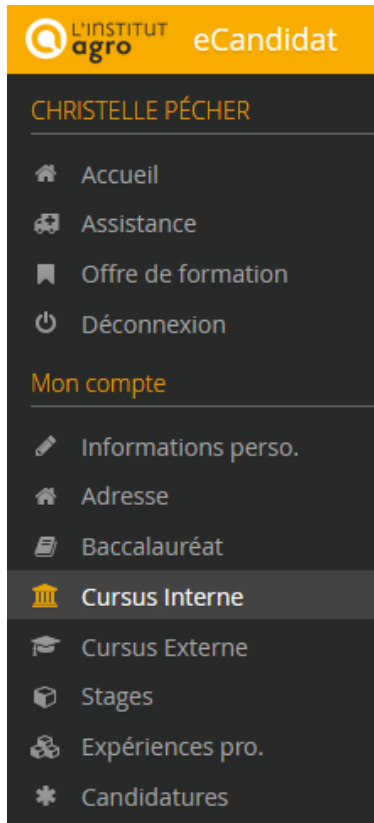 L'INSTITUT
agro
eCandidat
CHRISTELLE PÉCHER
Accueil
Assistance
Offre de formation
Déconnexion
Mon compte
Informations perso.
Adresse
Baccalauréat
Cursus Interne
Cursus Externe
Stages
Expériences pro.
Candidatures